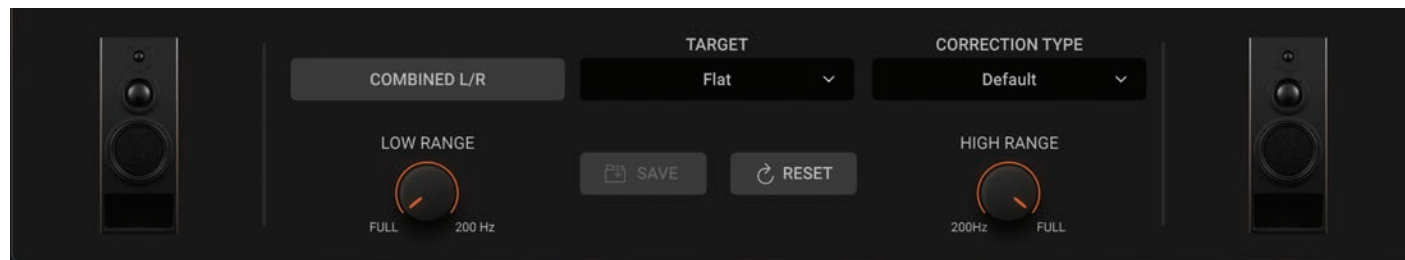 TARGET
CORRECTION TYPE
COMBINED L/R
Flat
Default
LOW RANGE
HIGH RANGE
SAVE
RESET
FULL
200 Hz
200Hz
FULL